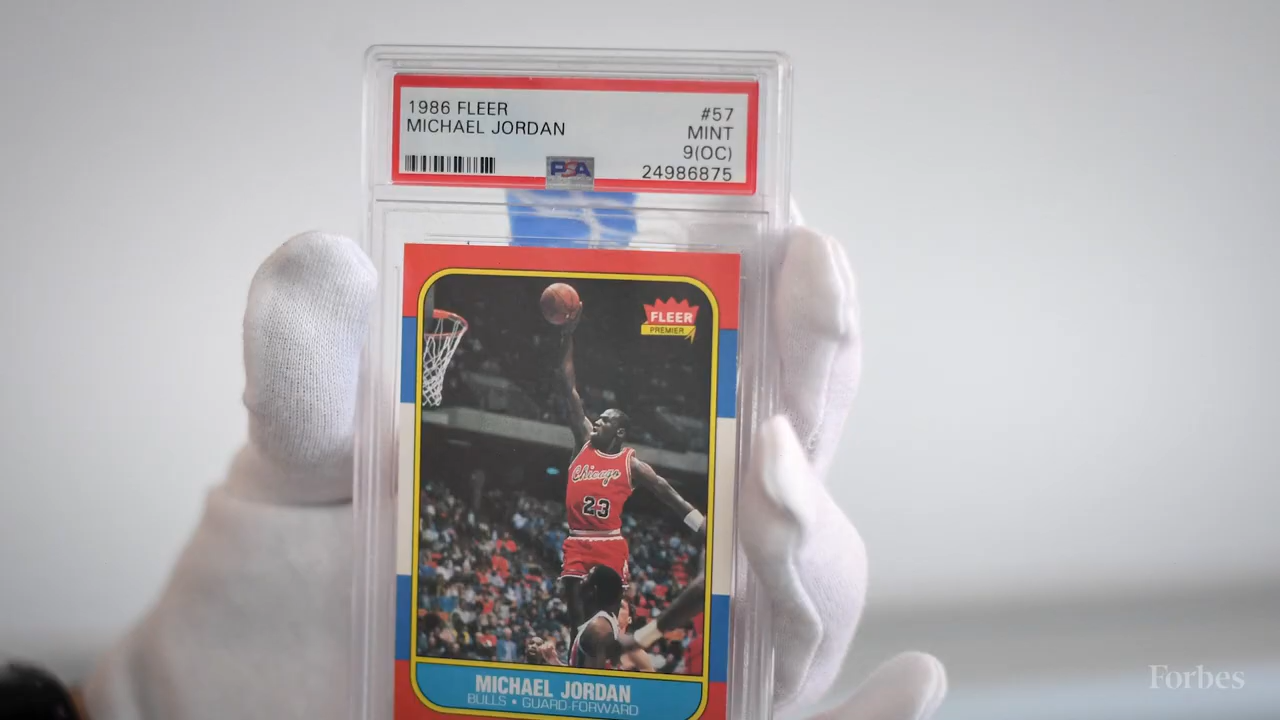 1986 FLEER
MICHAEL JORDAN
#57
MINT
9(OC)
24986875
PSA
FLEER
PREMIER
Chicago
23
MICHAEL JORDAN
BULLS • GUARD-FORWARD
Forbes